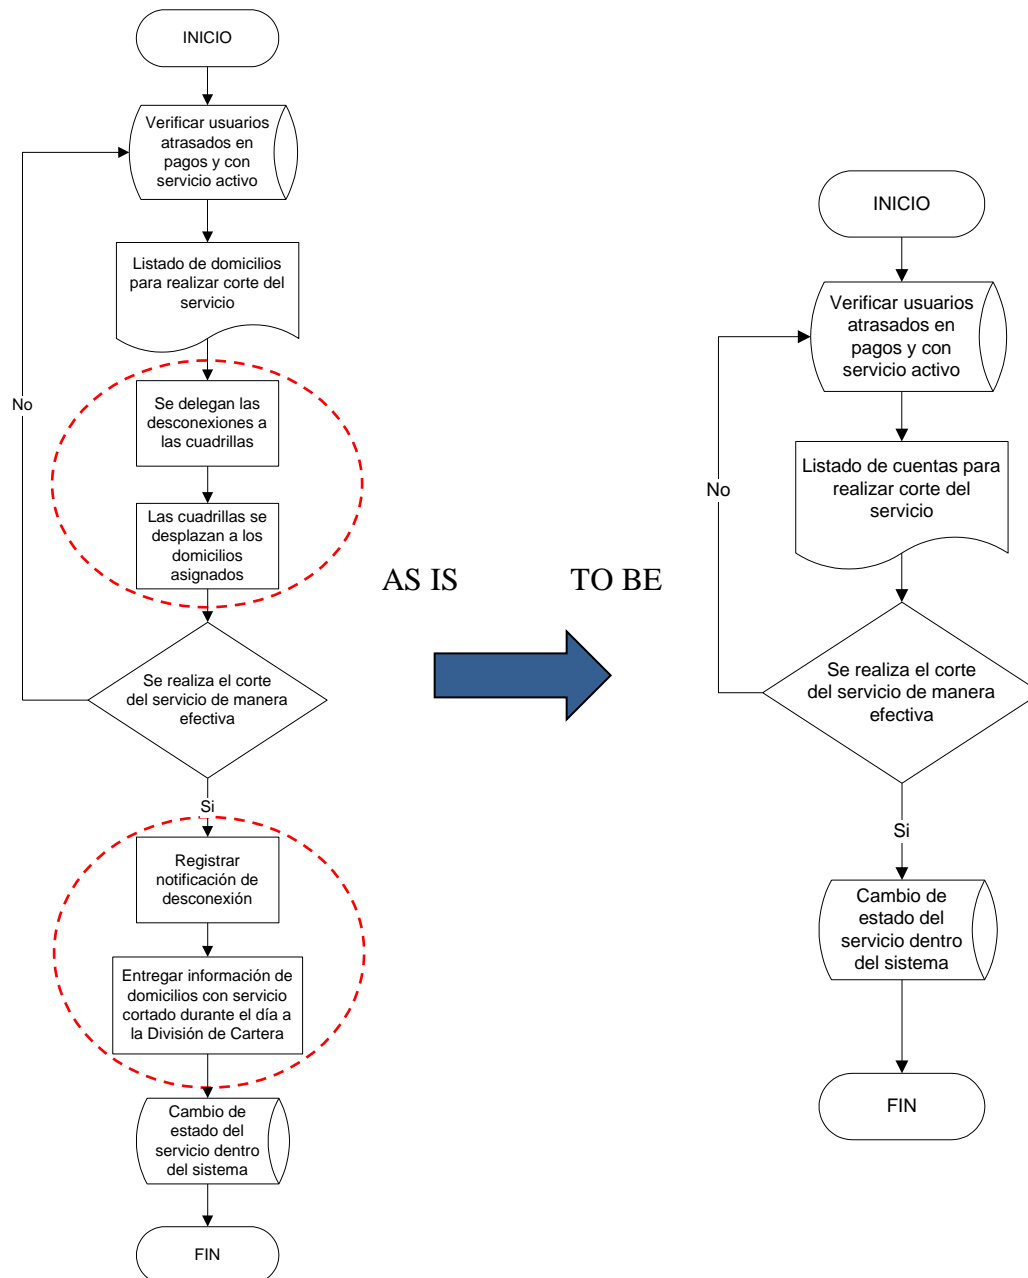 INICIO
Verificar usuarios
atrasados en
pagos y con
servicio activo
Listado de domicilios
para realizar corte del
servicio
No
Se delegan las
desconexiones a
las cuadrillas
Las cuadrillas se
desplazan a los
domicilios
asignados
Se realiza el corte
del servicio de manera
efectiva
Si
Registrar
notificación de
desconexión
Entregar información de
domicilios con servicio
cortado durante el día a
la División de Cartera
Cambio de
estado del
servicio dentro
del sistema
FIN
AS IS
TO BE
INICIO
Verificar usuarios
atrasados en
pagos y con
servicio activo
Listado de cuentas para
realizar corte del
servicio
No
Se realiza el corte
del servicio de manera
efectiva
Si
Cambio de
estado del
servicio dentro
del sistema
FIN